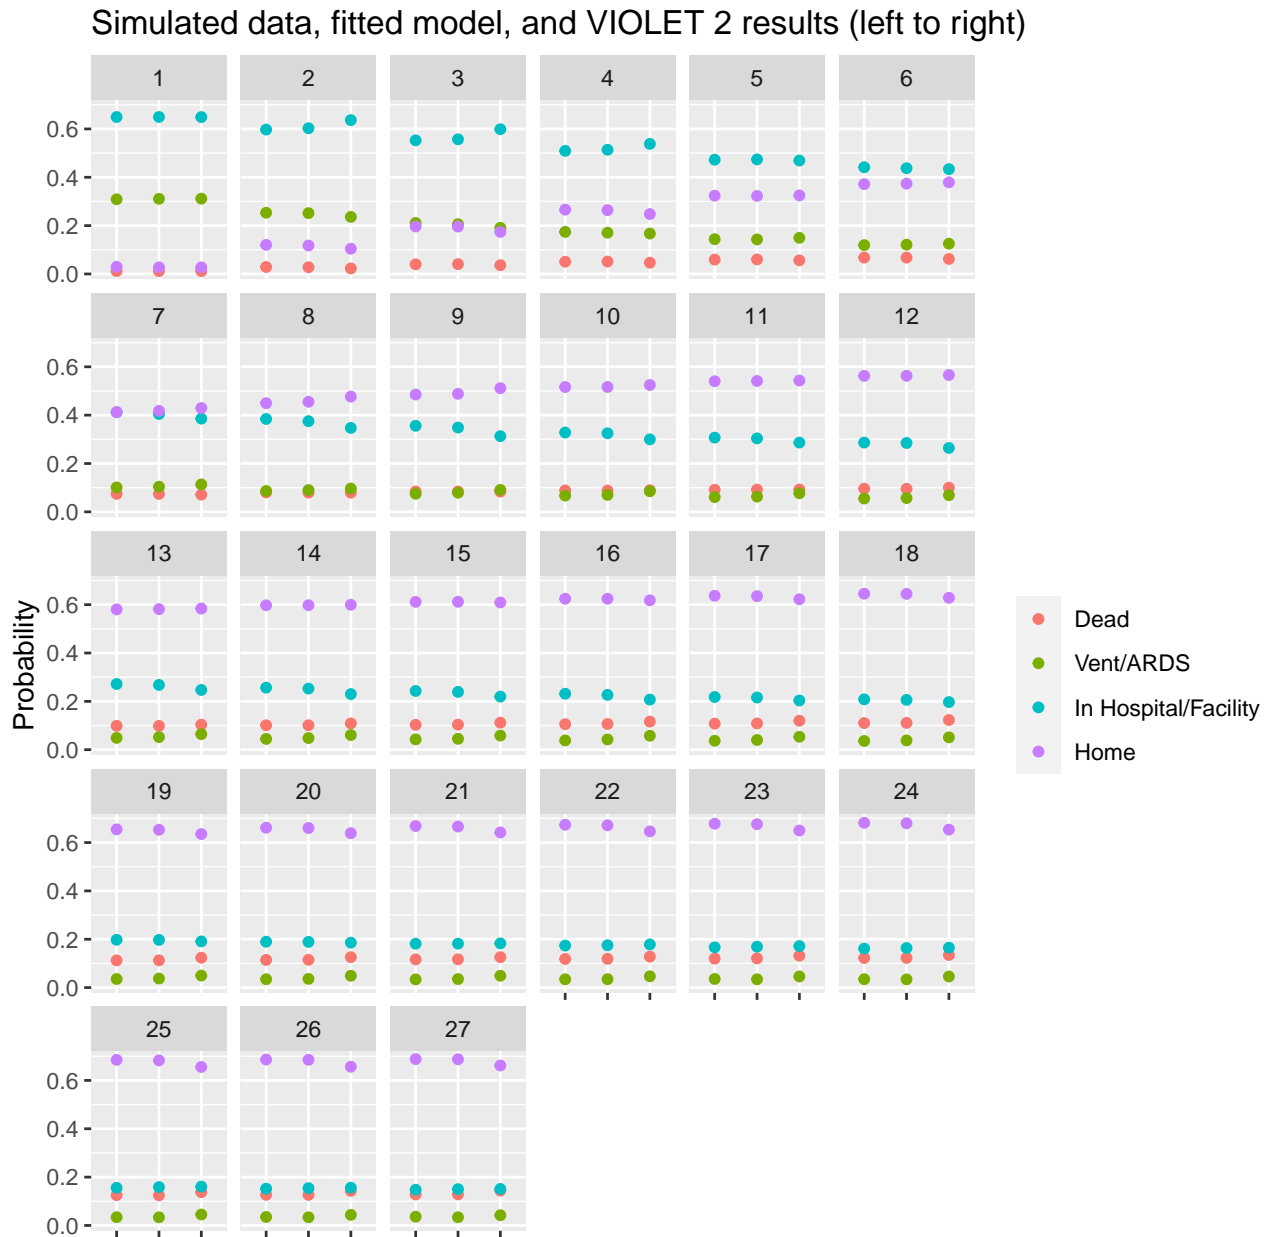 Simulated data, fitted model, and VIOLET 2 results (left to right)
1 2 3 4 5 6
0.6
0.4
0.2
0.0
7 8 9 10 11 12
0.6
0.4
0.2
0.0
13 14 15 16 17 18
0.6
0.4
0.2
0.0
19 20 21 22 23 24
0.6
0.4
0.2
0.0
25 26 27
0.6
0.4
0.2
0.0
Probability
Dead
Vent/ARDS
In Hospital/Facility
Home